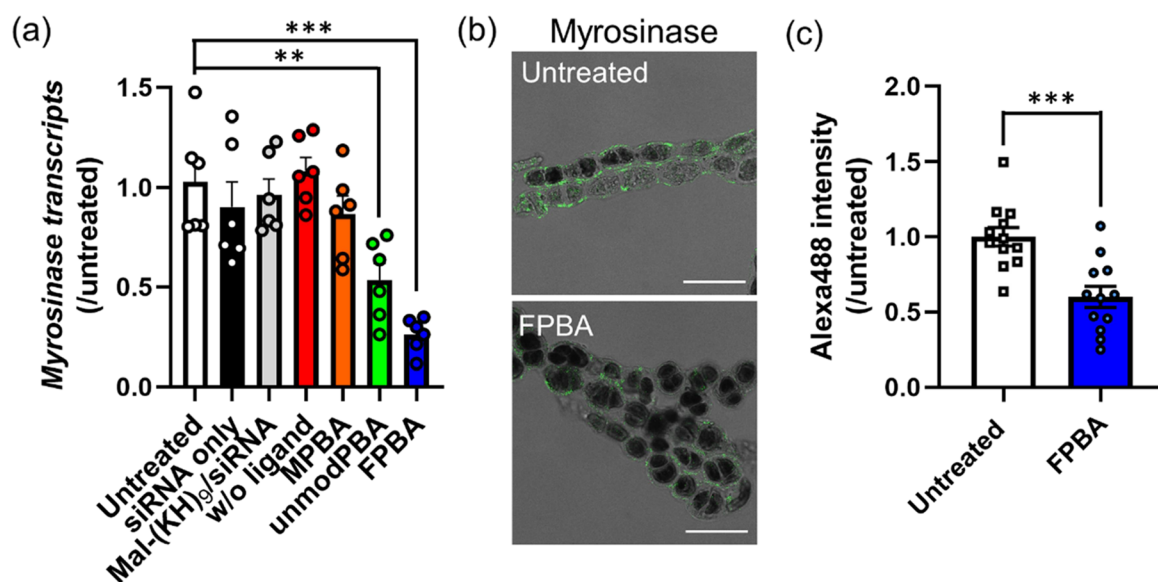 (a)
***
**
Myrosinase transcripts
(/untreated)
1.5
1.0
0.5
0.0
Untreated
siRNA only
Mal-(KH)₉/siRNA
w/o ligand
MPBA
unmodPBA
FPBA
(b)
Myrosinase
Untreated
FPBA
(c)
***
Alexa488 intensity
(/untreated)
2.0
1.5
1.0
0.5
0.0
Untreated
FPBA